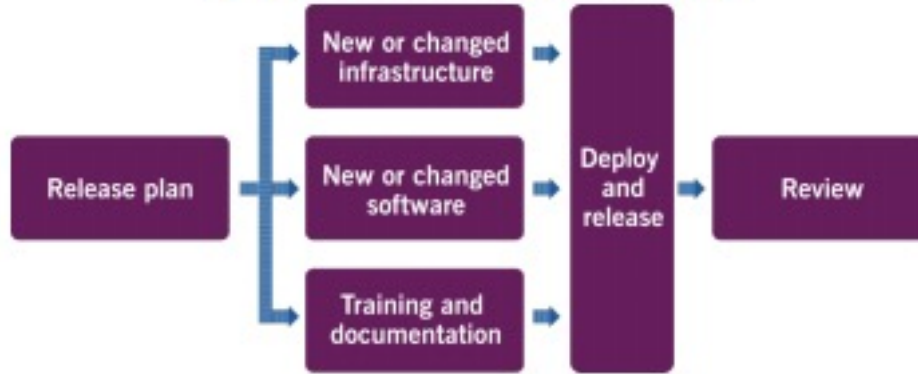 New or changed
infrastructure
Release plan
New or changed
software
Training and
documentation
Deploy
and
release
Review